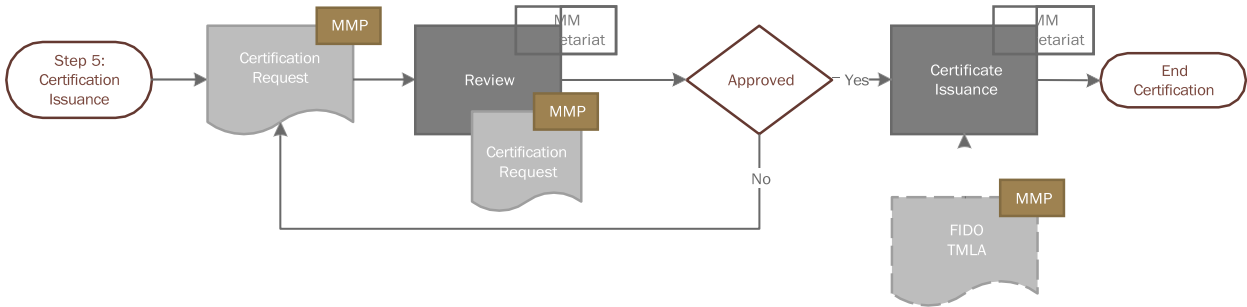 Step 5:
Certification
Issuance
MMP
Certification
Request
MM
etariat
Review
MMP
Certification
Request
Approved
Yes
No
MM
etariat
Certificate
Issuance
End
Certification
MMP
FIDO
TMLA